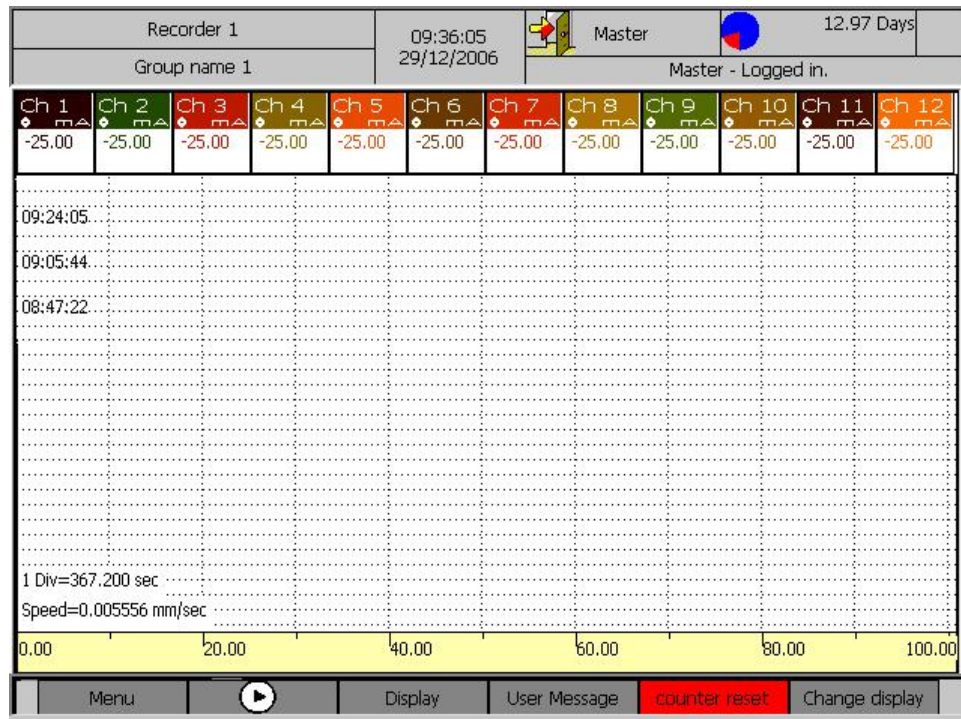 Recorder 1
Group name 1
09:36:05
29/12/2006
Master
12.97 Days
Master - Logged in.
Ch 1 Ch 2 Ch 3 Ch 4 Ch 5 Ch 6 Ch 7 Ch 8 Ch 9 Ch 10 Ch 11 Ch 12
mA mA mA mA mA mA mA mA mA mA mA mA
-25.00 -25.00 -25.00 -25.00 -25.00 -25.00 -25.00 -25.00 -25.00 -25.00 -25.00 -25.00
09:24:05
09:05:44
08:47:22
1 Div=367.200 sec
Speed=0.005556 mm/sec
0.00 20.00 40.00 60.00 80.00 100.00
Menu Display User Message counter reset Change display